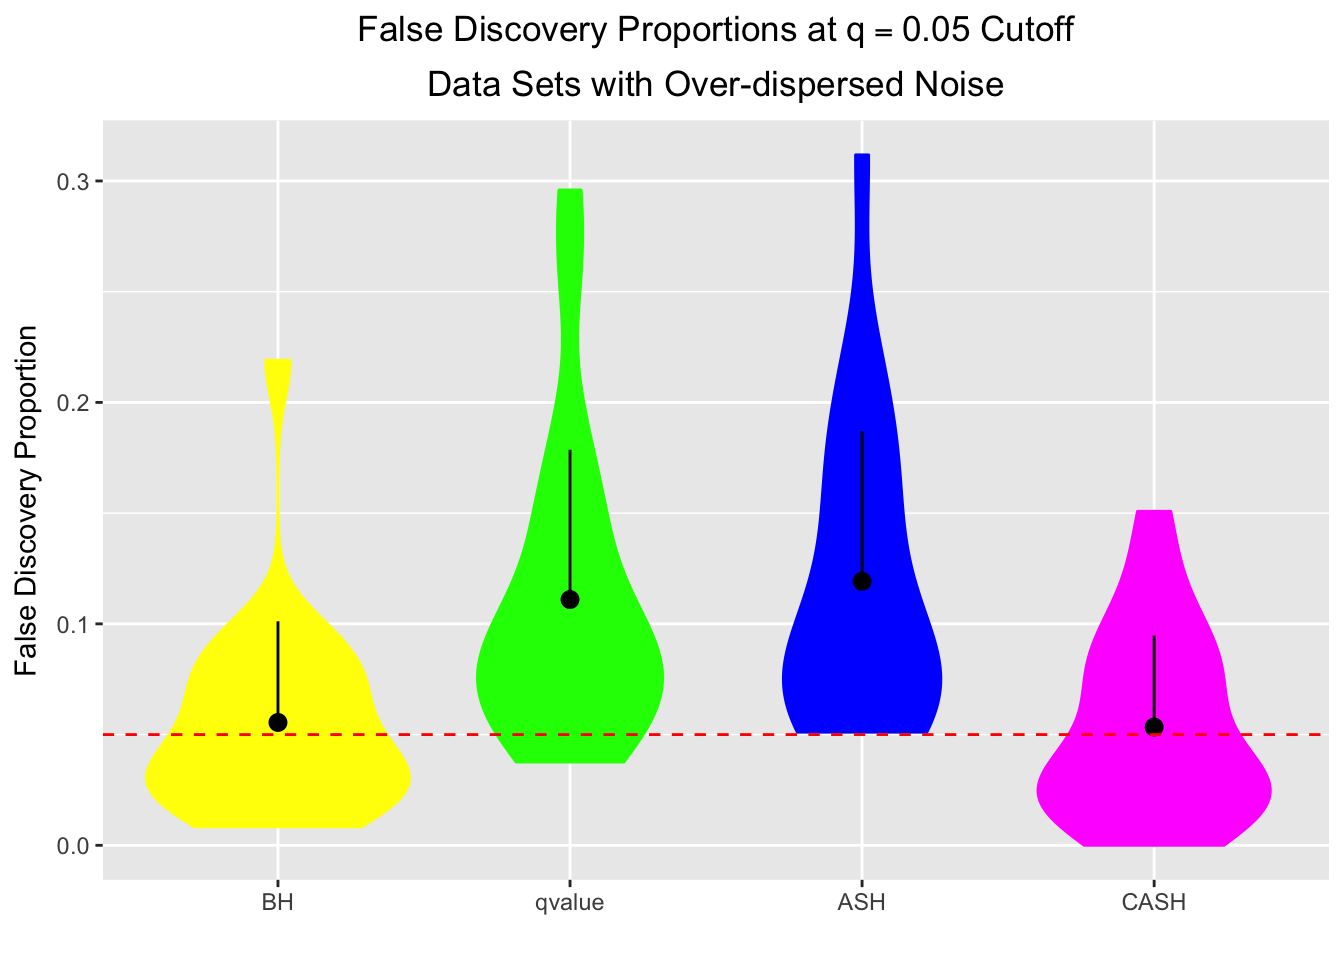 False Discovery Proportions at q = 0.05 Cutoff
Data Sets with Over-dispersed Noise
False Discovery Proportion
0.3
0.2
0.1
0.0
BH
qvalue
ASH
CASH